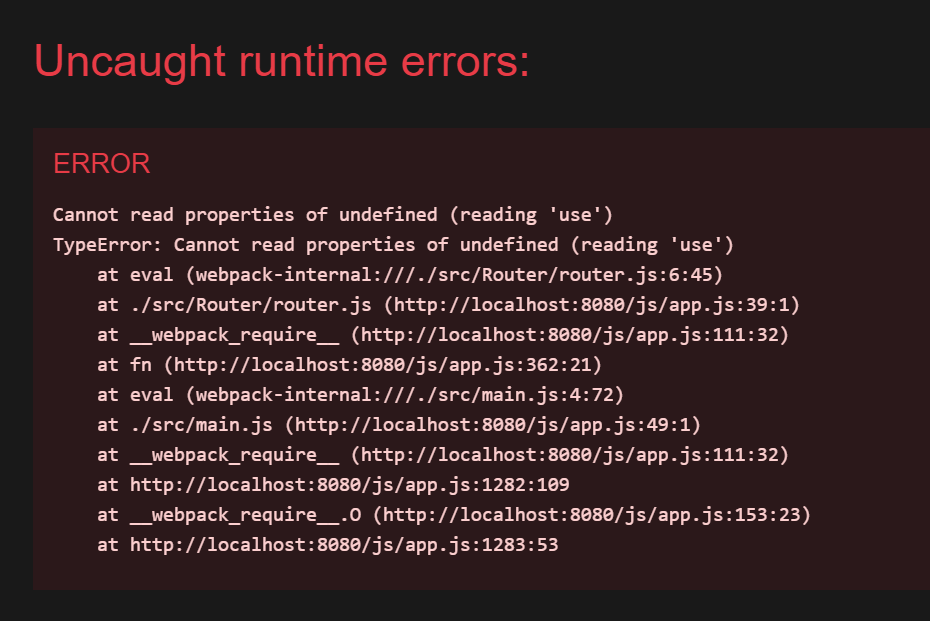 Uncaught runtime errors:
ERROR
Cannot read properties of undefined (reading 'use')
TypeError: Cannot read properties of undefined (reading 'use')
    at eval (webpack-internal:///./src/Router/router.js:6:45)
    at ./src/Router/router.js (http://localhost:8080/js/app.js:39:1)
    at __webpack_require__ (http://localhost:8080/js/app.js:111:32)
    at fn (http://localhost:8080/js/app.js:362:21)
    at eval (webpack-internal:///./src/main.js:4:72)
    at ./src/main.js (http://localhost:8080/js/app.js:49:1)
    at __webpack_require__ (http://localhost:8080/js/app.js:111:32)
    at http://localhost:8080/js/app.js:1282:109
    at __webpack_require__.O (http://localhost:8080/js/app.js:153:23)
    at http://localhost:8080/js/app.js:1283:53